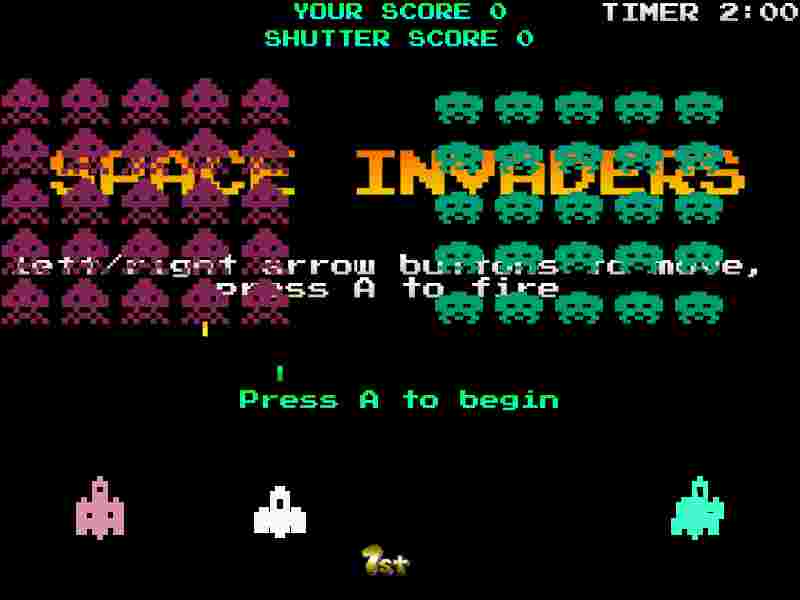 YOUR SCORE 0
TIMER 2:00
SHUTTER SCORE 0
SPACE INVADERS
left/right arrow buttons to move,
press A to fire
Press A to begin
1st